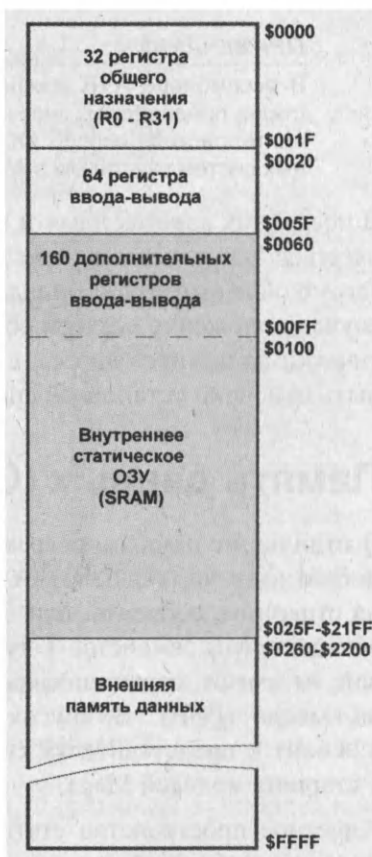 $0000
32 регистра
общего
назначения
(R0 - R31)
$001F
$0020
64 регистра
ввода-вывода
$005F
$0060
160 дополнительных
регистров
ввода-вывода
$00FF
$0100
Внутреннее
статическое
ОЗУ
(SRAM)
$025F-$21FF
$0260-$2200
Внешняя
память данных
$FFFF